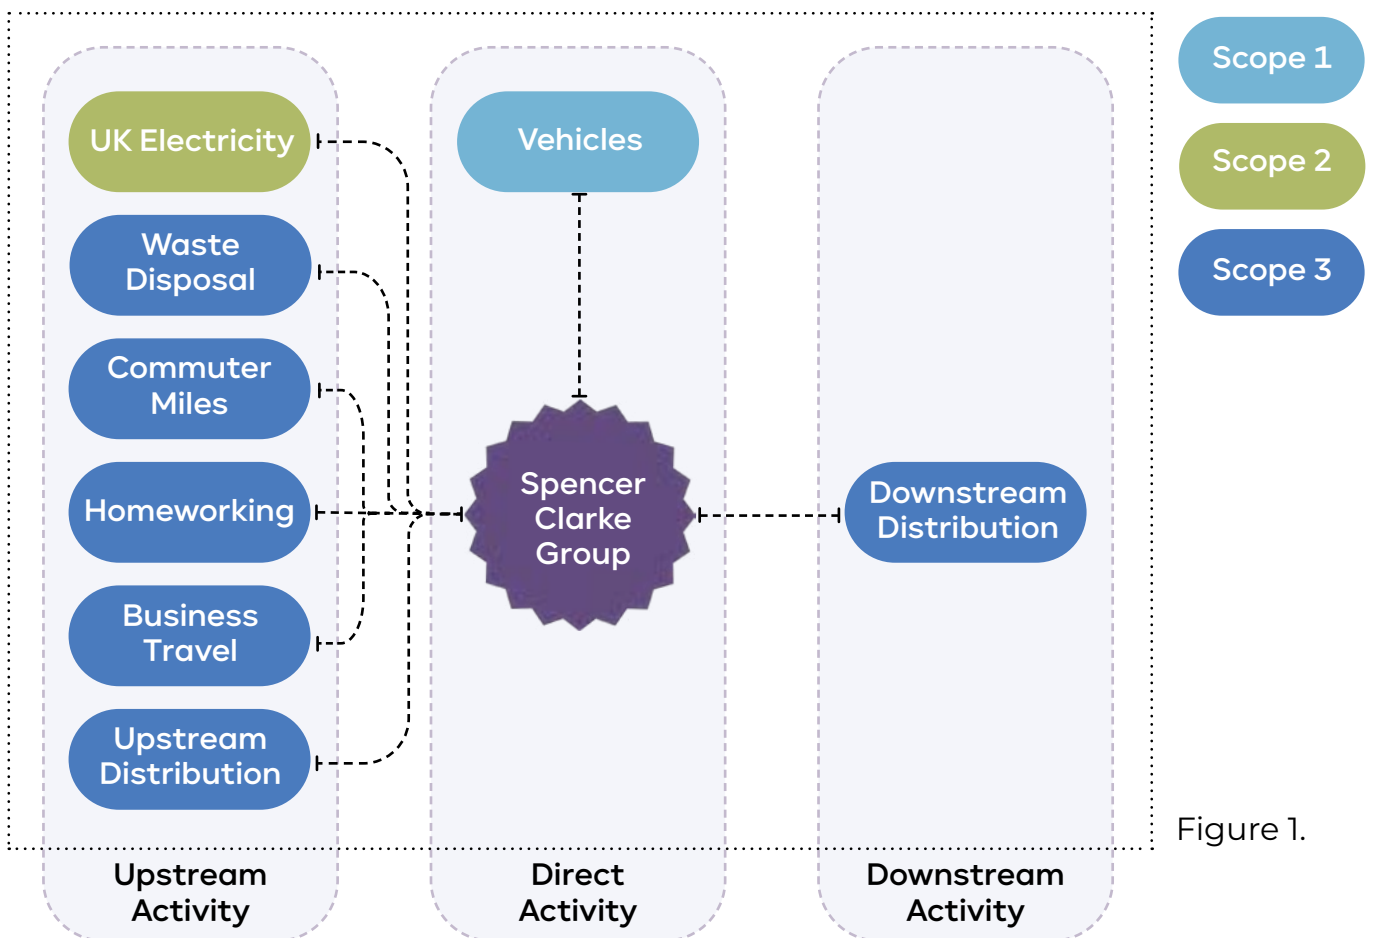 UK Electricity
Waste
Disposal
Commuter
Miles
Homeworking
Business
Travel
Upstream
Distribution
Upstream
Activity
Vehicles
Spencer
Clarke
Group
Direct
Activity
Downstream
Distribution
Downstream
Activity
Scope 1
Scope 2
Scope 3
Figure 1.